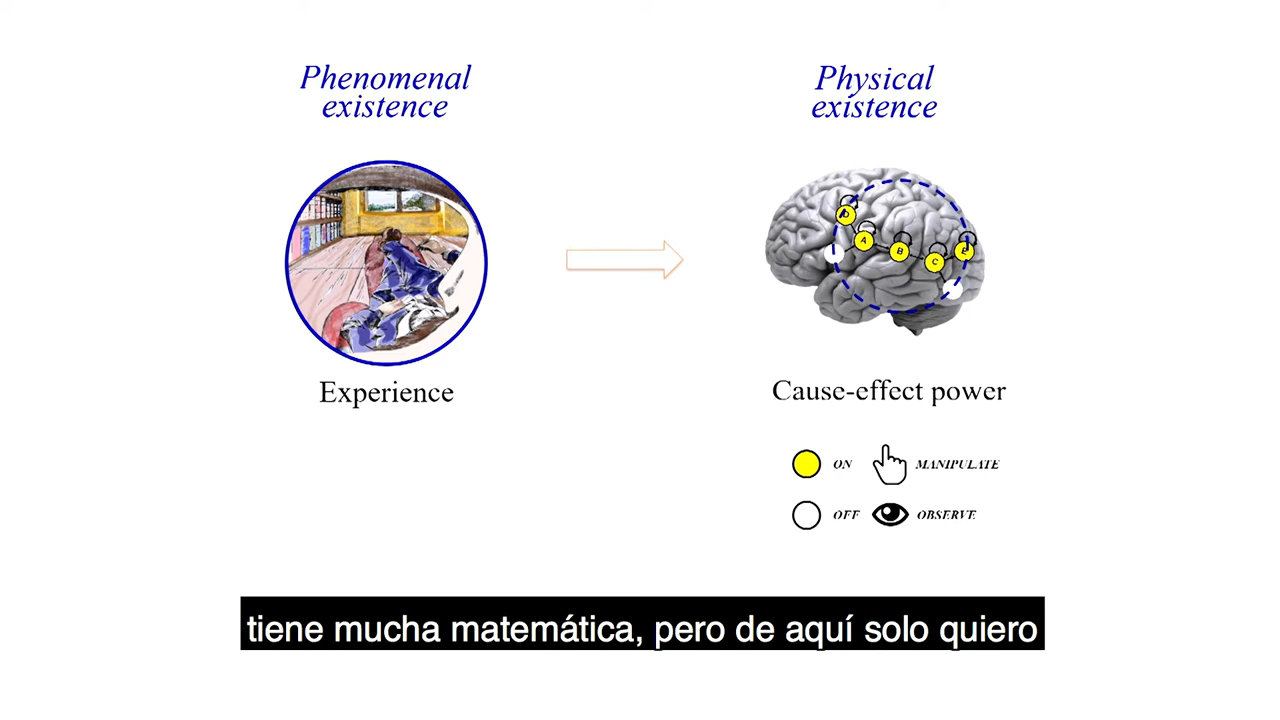 Phenomenal
existence
Physical
existence
D
A
B
C
E
Experience
Cause-effect power
ON
MANIPULATE
OFF
OBSERVE
tiene mucha matemática, pero de aquí solo quiero